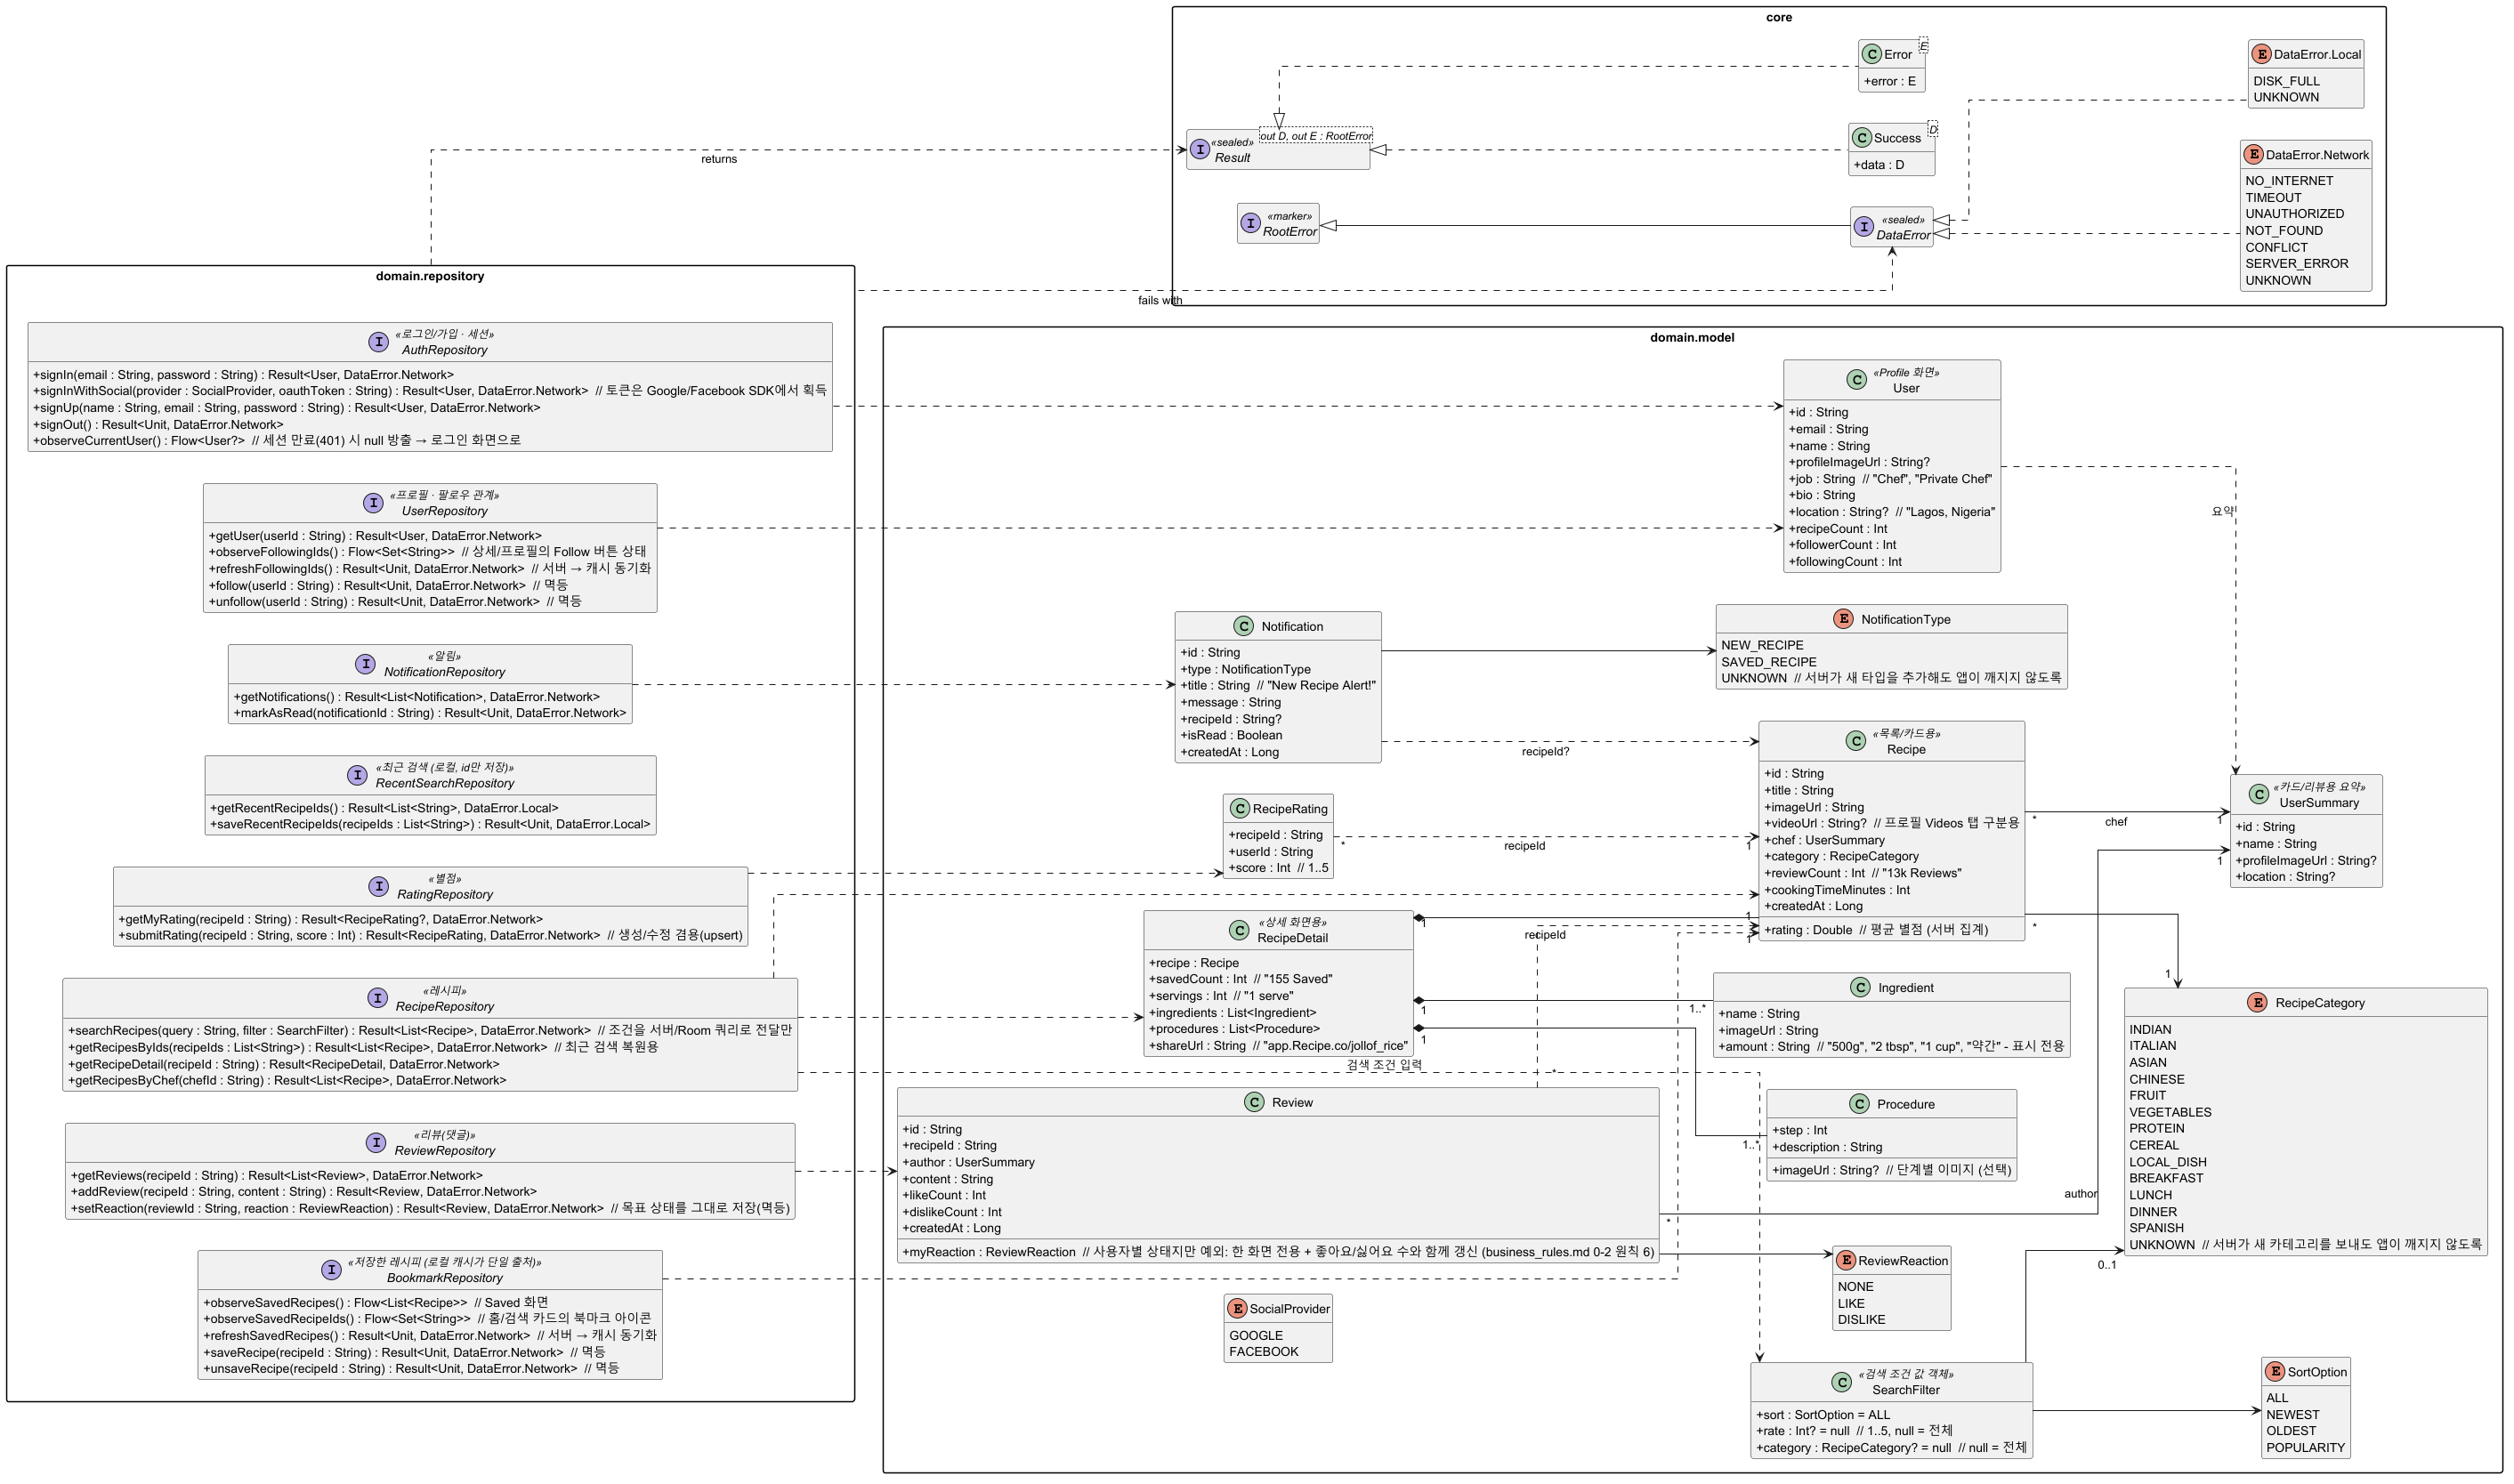 core
C Error E
+error : E
E DataError.Local
DISK_FULL
UNKNOWN
out D, out E : RootError
I «sealed»
Result
C Success D
+data : D
E DataError.Network
NO_INTERNET
TIMEOUT
UNAUTHORIZED
NOT_FOUND
CONFLICT
SERVER_ERROR
UNKNOWN
I «marker»
RootError
I «sealed»
DataError
returns
fails with
domain.repository
I «로그인/가입 · 세션»
AuthRepository
+signIn(email : String, password : String) : Result<User, DataError.Network>
+signInWithSocial(provider : SocialProvider, oauthToken : String) : Result<User, DataError.Network>  // 토큰은 Google/Facebook SDK에서 획득
+signUp(name : String, email : String, password : String) : Result<User, DataError.Network>
+signOut() : Result<Unit, DataError.Network>
+observeCurrentUser() : Flow<User?>  // 세션 만료(401) 시 null 방출 → 로그인 화면으로
I «프로필 · 팔로우 관계»
UserRepository
+getUser(userId : String) : Result<User, DataError.Network>
+observeFollowingIds() : Flow<Set<String>>  // 상세/프로필의 Follow 버튼 상태
+refreshFollowingIds() : Result<Unit, DataError.Network>  // 서버 → 캐시 동기화
+follow(userId : String) : Result<Unit, DataError.Network>  // 멱등
+unfollow(userId : String) : Result<Unit, DataError.Network>  // 멱등
I «알림»
NotificationRepository
+getNotifications() : Result<List<Notification>, DataError.Network>
+markAsRead(notificationId : String) : Result<Unit, DataError.Network>
I «최근 검색 (로컬, id만 저장)»
RecentSearchRepository
+getRecentRecipeIds() : Result<List<String>, DataError.Local>
+saveRecentRecipeIds(recipeIds : List<String>) : Result<Unit, DataError.Local>
I «별점»
RatingRepository
+getMyRating(recipeId : String) : Result<RecipeRating?, DataError.Network>
+submitRating(recipeId : String, score : Int) : Result<RecipeRating, DataError.Network>  // 생성/수정 겸용(upsert)
I «레시피»
RecipeRepository
+searchRecipes(query : String, filter : SearchFilter) : Result<List<Recipe>, DataError.Network>  // 조건을 서버/Room 쿼리로 전달만
+getRecipesByIds(recipeIds : List<String>) : Result<List<Recipe>, DataError.Network>  // 최근 검색 복원용
+getRecipeDetail(recipeId : String) : Result<RecipeDetail, DataError.Network>
+getRecipesByChef(chefId : String) : Result<List<Recipe>, DataError.Network>
I «리뷰(댓글)»
ReviewRepository
+getReviews(recipeId : String) : Result<List<Review>, DataError.Network>
+addReview(recipeId : String, content : String) : Result<Review, DataError.Network>
+setReaction(reviewId : String, reaction : ReviewReaction) : Result<Review, DataError.Network>  // 목표 상태를 그대로 저장(멱등)
I «저장한 레시피 (로컬 캐시가 단일 출처)»
BookmarkRepository
+observeSavedRecipes() : Flow<List<Recipe>>  // Saved 화면
+observeSavedRecipeIds() : Flow<Set<String>>  // 홈/검색 카드의 북마크 아이콘
+refreshSavedRecipes() : Result<Unit, DataError.Network>  // 서버 → 캐시 동기화
+saveRecipe(recipeId : String) : Result<Unit, DataError.Network>  // 멱등
+unsaveRecipe(recipeId : String) : Result<Unit, DataError.Network>  // 멱등
domain.model
C «Profile 화면»
User
+id : String
+email : String
+name : String
+profileImageUrl : String?
+job : String  // "Chef", "Private Chef"
+bio : String
+location : String?  // "Lagos, Nigeria"
+recipeCount : Int
+followerCount : Int
+followingCount : Int
요약
C Notification
+id : String
+type : NotificationType
+title : String  // "New Recipe Alert!"
+message : String
+recipeId : String?
+isRead : Boolean
+createdAt : Long
E NotificationType
NEW_RECIPE
SAVED_RECIPE
UNKNOWN  // 서버가 새 타입을 추가해도 앱이 깨지지 않도록
recipeId?
C «목록/카드용»
Recipe
+id : String
+title : String
+imageUrl : String
+videoUrl : String?  // 프로필 Videos 탭 구분용
+chef : UserSummary
+category : RecipeCategory
+reviewCount : Int  // "13k Reviews"
+cookingTimeMinutes : Int
+createdAt : Long
+rating : Double  // 평균 별점 (서버 집계)
* chef 1
C «카드/리뷰용 요약»
UserSummary
+id : String
+name : String
+profileImageUrl : String?
+location : String?
1
C RecipeRating
+recipeId : String
+userId : String
+score : Int  // 1..5
* recipeId 1
C «상세 화면용»
RecipeDetail
+recipe : Recipe
+savedCount : Int  // "155 Saved"
+servings : Int  // "1 serve"
+ingredients : List<Ingredient>
+procedures : List<Procedure>
+shareUrl : String  // "app.Recipe.co/jollof_rice"
1 1
recipeId 1
*
1
C Ingredient
+name : String
+imageUrl : String
+amount : String  // "500g", "2 tbsp", "1 cup", "약간" - 표시 전용
1 1..*
1
검색 조건 입력
*
C Procedure
+step : Int
+description : String
+imageUrl : String?  // 단계별 이미지 (선택)
1..*
E RecipeCategory
INDIAN
ITALIAN
ASIAN
CHINESE
FRUIT
VEGETABLES
PROTEIN
CEREAL
LOCAL_DISH
BREAKFAST
LUNCH
DINNER
SPANISH
UNKNOWN  // 서버가 새 카테고리를 보내도 앱이 깨지지 않도록
C Review
+id : String
+recipeId : String
+author : UserSummary
+content : String
+likeCount : Int
+dislikeCount : Int
+createdAt : Long
+myReaction : ReviewReaction  // 사용자별 상태지만 예외: 한 화면 전용 + 좋아요/싫어요 수와 함께 갱신 (business_rules.md 0-2 원칙 6)
* author
0..1
E ReviewReaction
NONE
LIKE
DISLIKE
E SocialProvider
GOOGLE
FACEBOOK
C «검색 조건 값 객체»
SearchFilter
+sort : SortOption = ALL
+rate : Int? = null  // 1..5, null = 전체
+category : RecipeCategory? = null  // null = 전체
E SortOption
ALL
NEWEST
OLDEST
POPULARITY